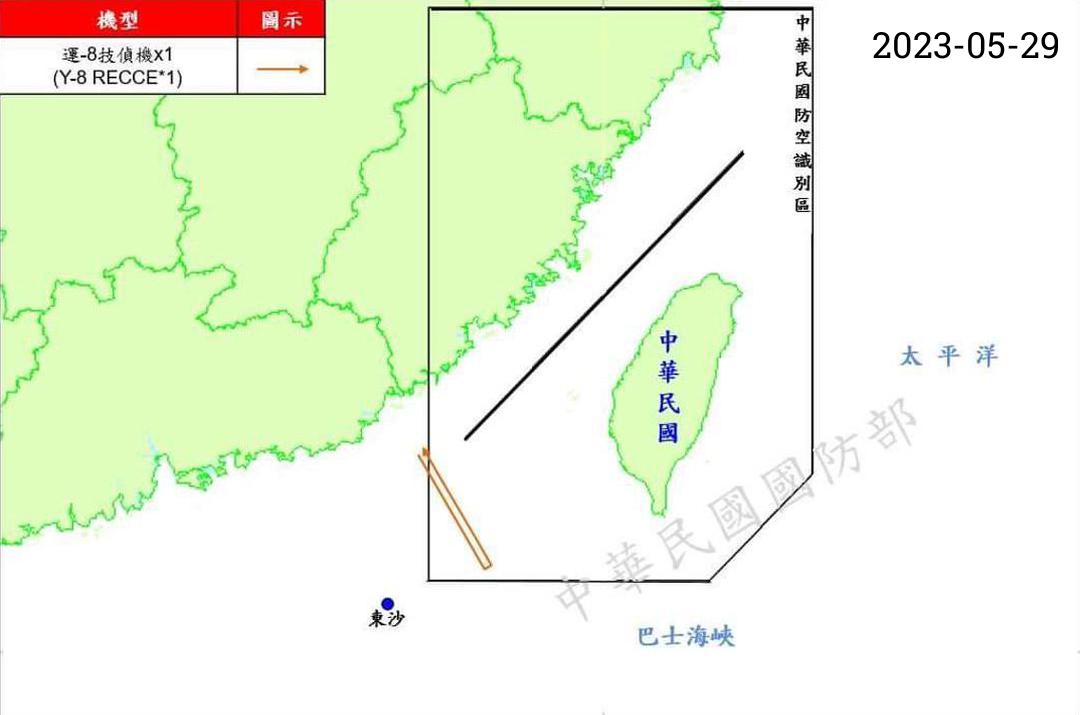 機型
圖示
運-8技偵機x1
(Y-8 RECCE*1)
2023-05-29
中華民國防空識別區
中華民國
太平洋
中華民國國防部
東沙
巴士海峽